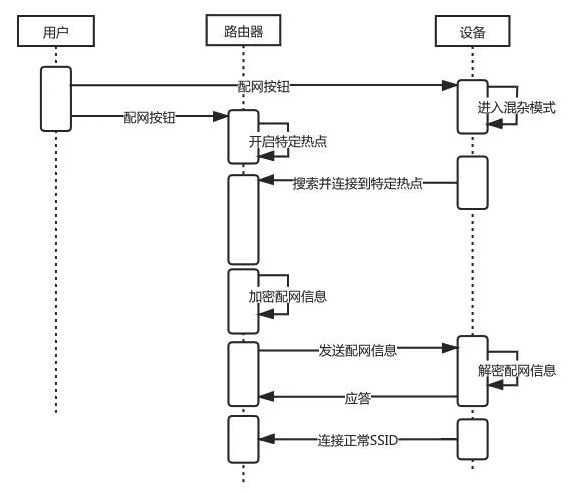 用户
路由器
设备
配网按钮
进入混杂模式
配网按钮
开启特定热点
搜索并连接到特定热点
加密配网信息
发送配网信息
解密配网信息
应答
连接正常SSID